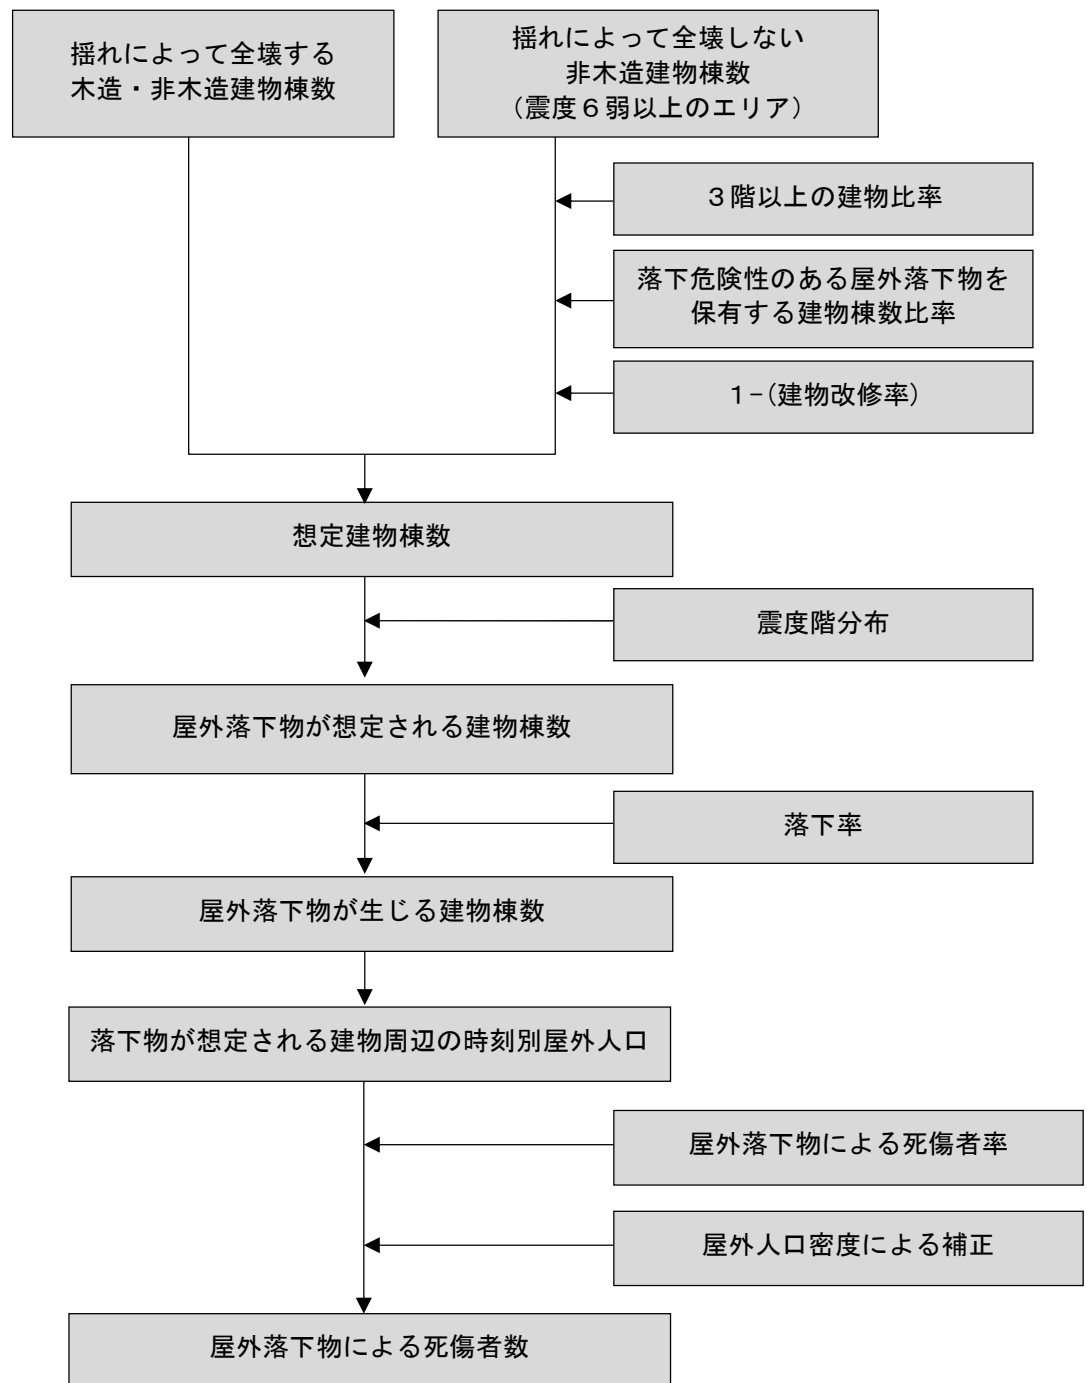 揺れによって全壊する
木造・非木造建物棟数
揺れによって全壊しない
非木造建物棟数
（震度６弱以上のエリア）
３階以上の建物比率
落下危険性のある屋外落下物を
保有する建物棟数比率
１-(建物改修率)
想定建物棟数
震度階分布
屋外落下物が想定される建物棟数
落下率
屋外落下物が生じる建物棟数
落下物が想定される建物周辺の時刻別屋外人口
屋外落下物による死傷者率
屋外人口密度による補正
屋外落下物による死傷者数